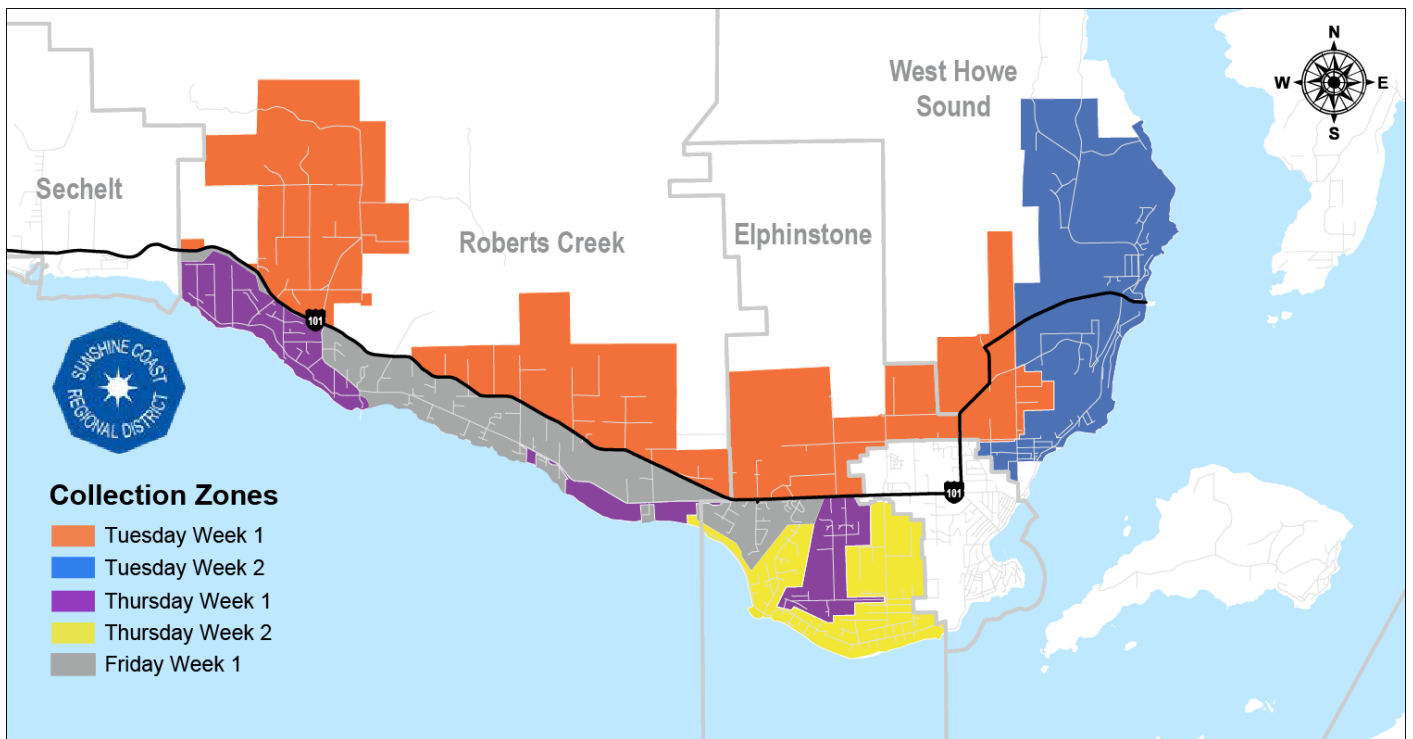 West Howe
Sound
N
W
E
S
Sechelt
Roberts Creek
Elphinstone
101
SUNSHINE COAST
REGIONAL DISTRICT
101
Collection Zones
Tuesday Week 1
Tuesday Week 2
Thursday Week 1
Thursday Week 2
Friday Week 1